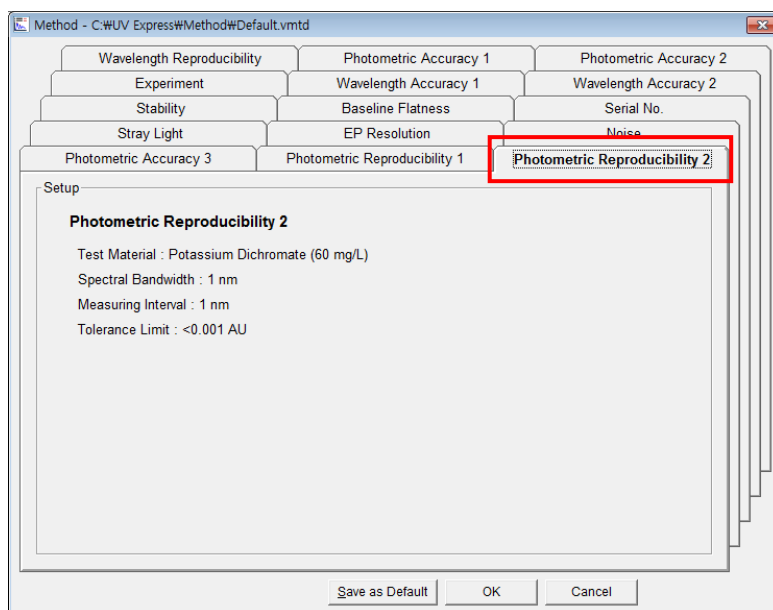 Method - C:₩UV Express₩Method₩Default.vmtd
Wavelength Reproducibility Photometric Accuracy 1 Photometric Accuracy 2
Experiment Wavelength Accuracy 1 Wavelength Accuracy 2
Stability Baseline Flatness Serial No.
Stray Light EP Resolution Noise
Photometric Accuracy 3 Photometric Reproducibility 1 Photometric Reproducibility 2
Setup
Photometric Reproducibility 2
Test Material : Potassium Dichromate (60 mg/L)
Spectral Bandwidth : 1 nm
Measuring Interval : 1 nm
Tolerance Limit : <0.001 AU
Save as Default OK Cancel